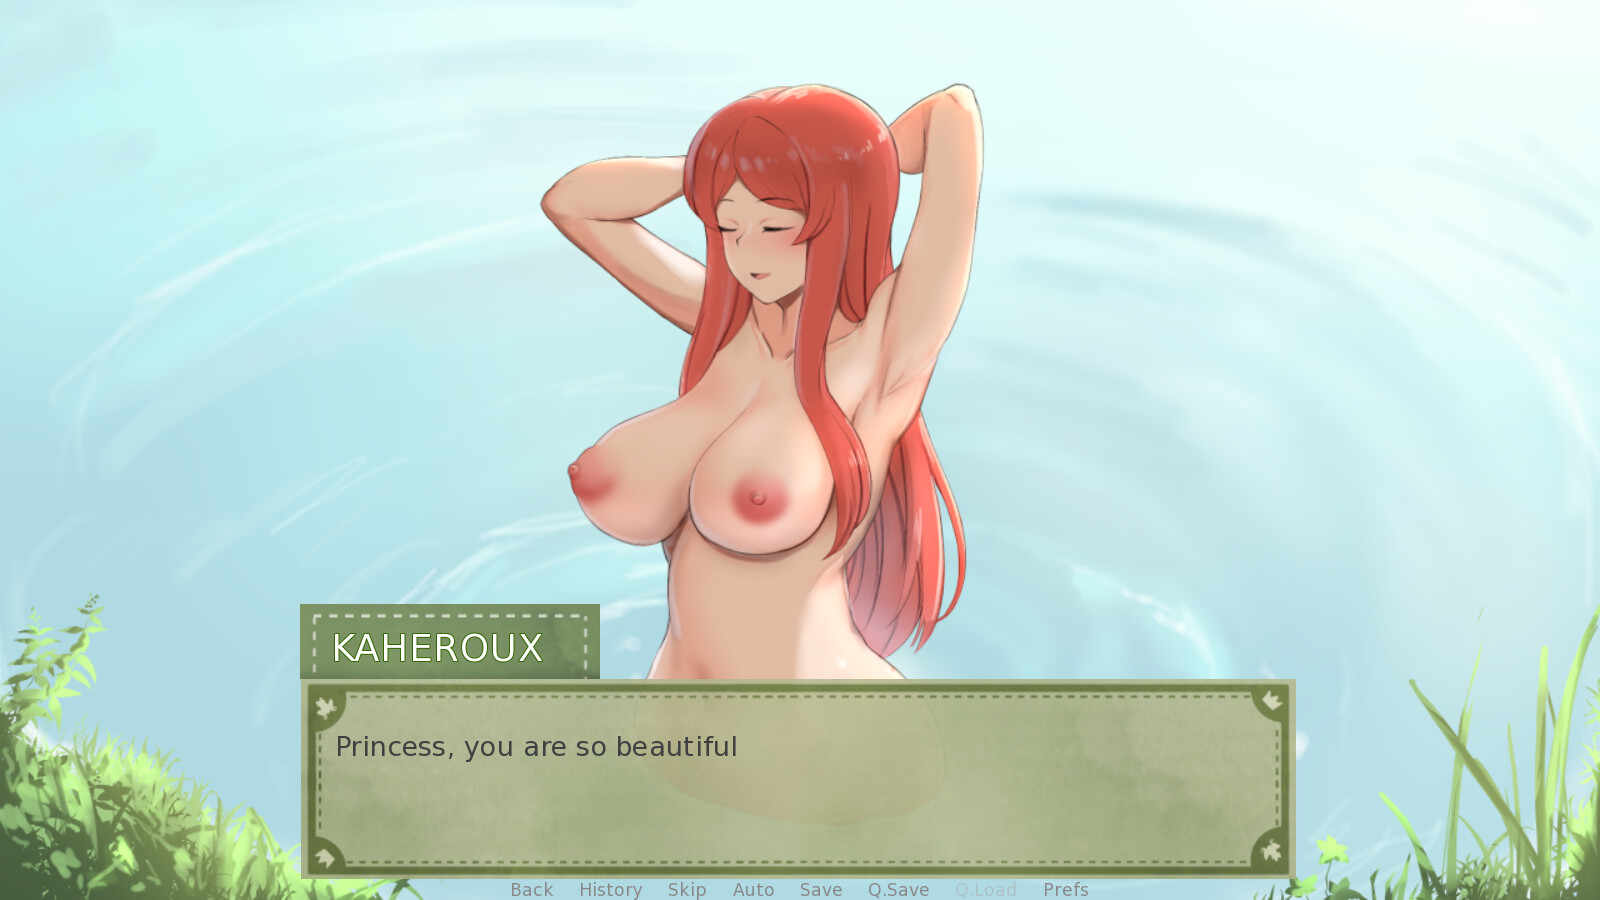 KAHEROUX
Princess, you are so beautiful
Back History Skip Auto Save Q.Save Q.Load Prefs